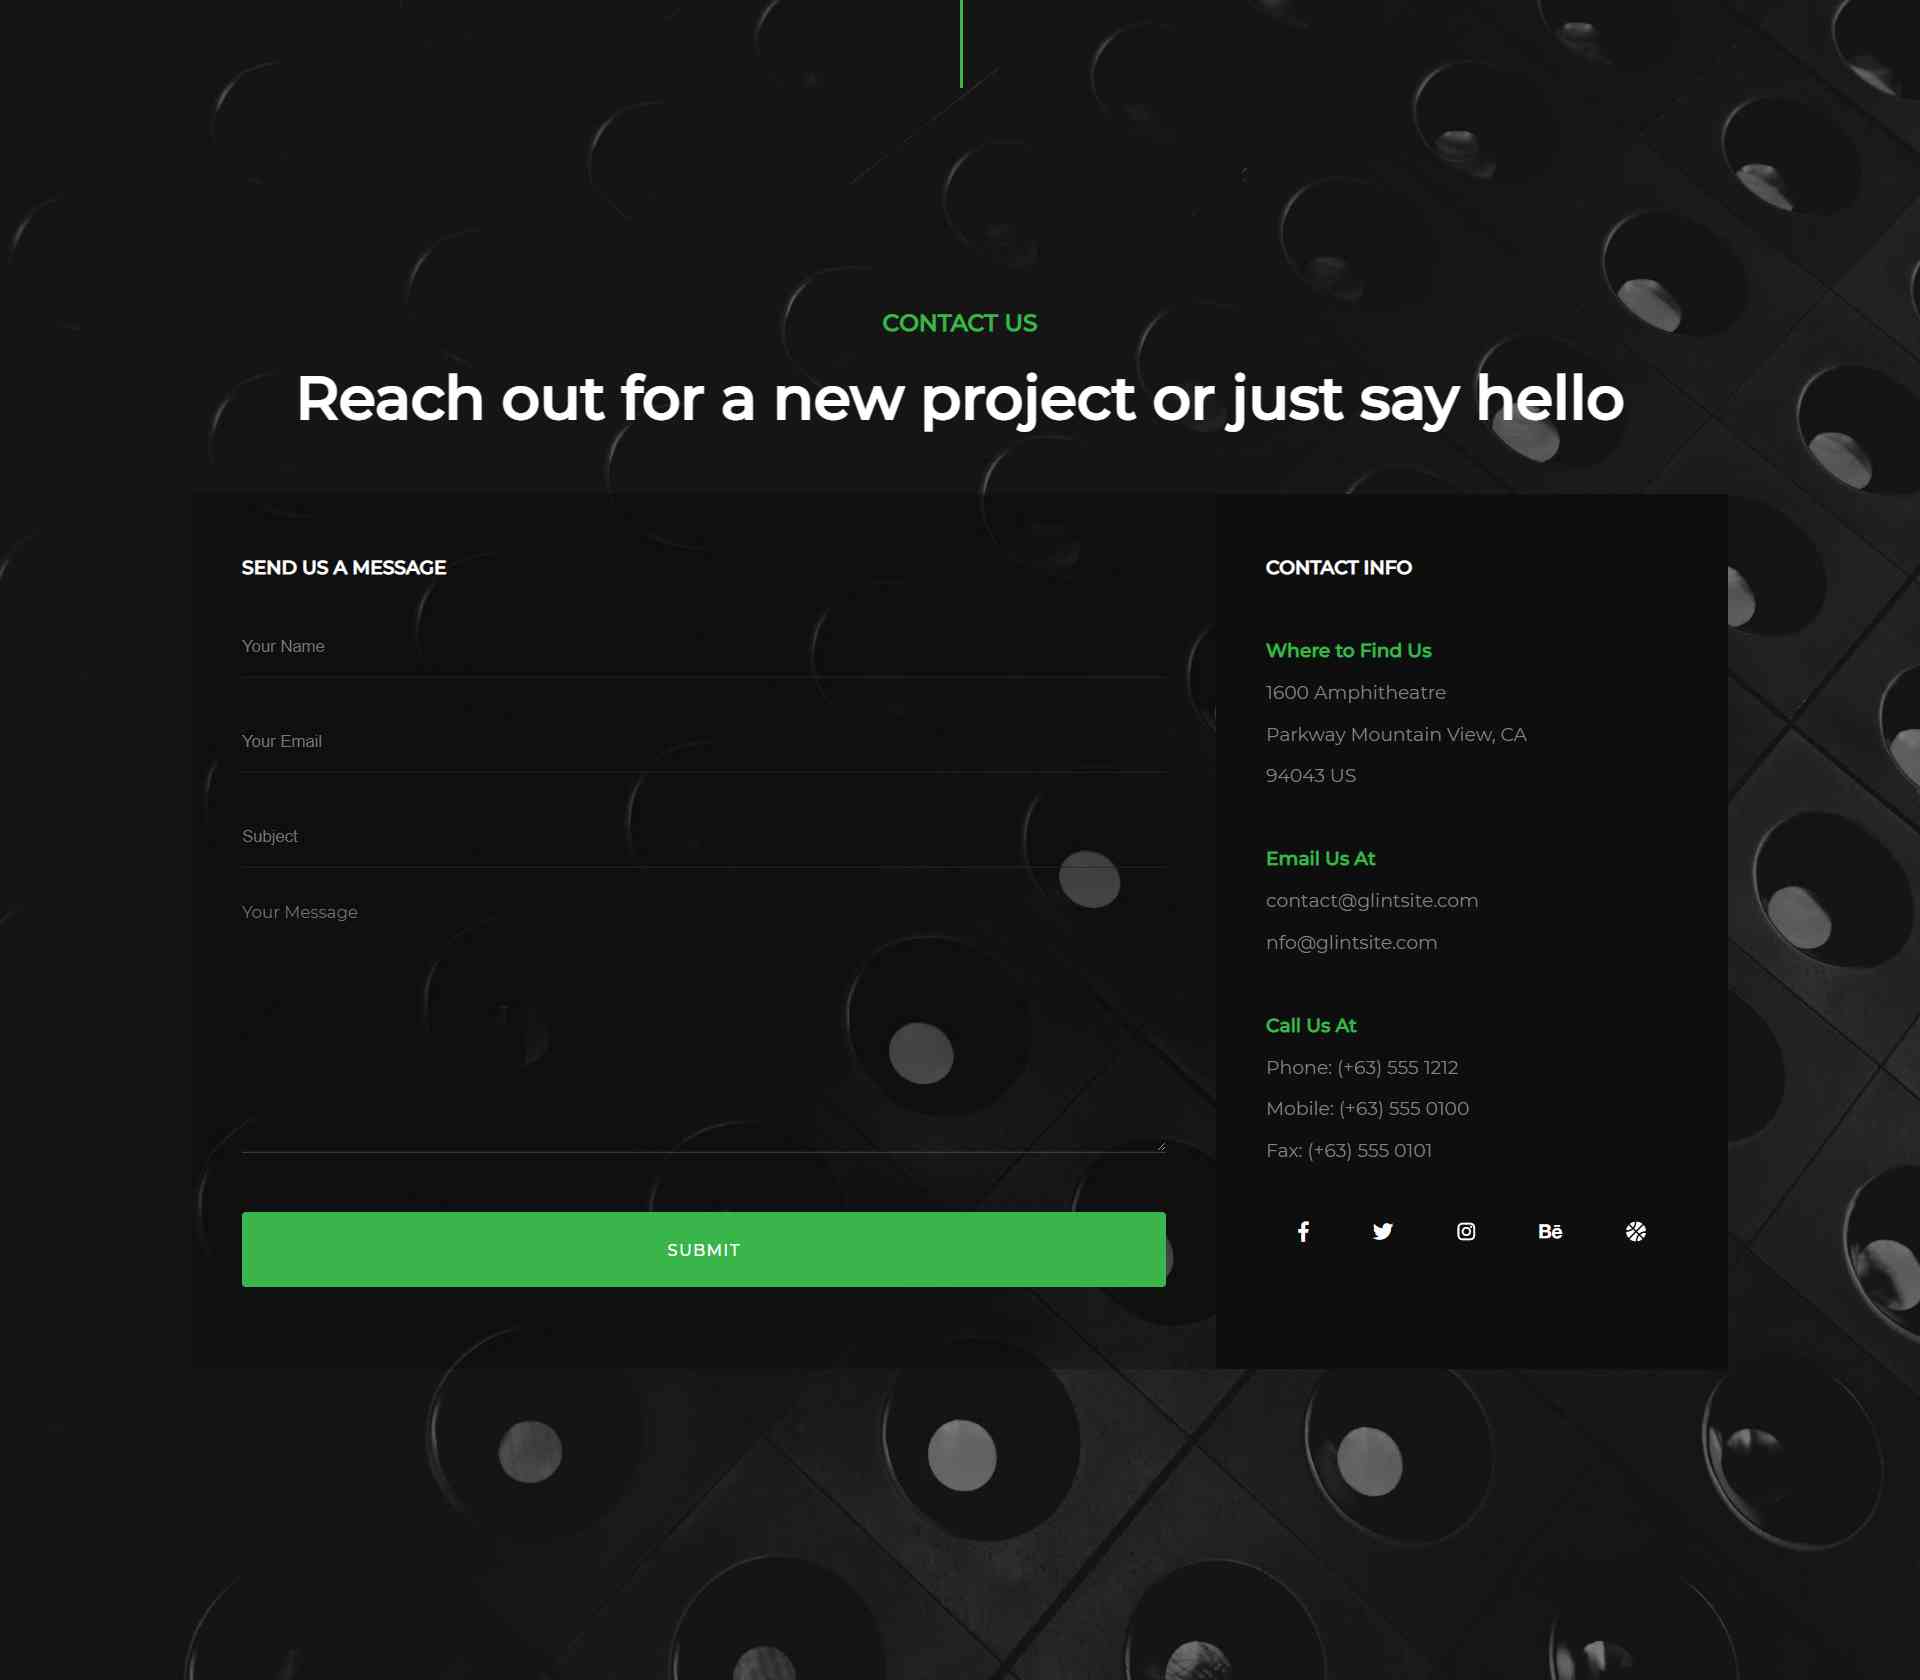 CONTACT US
Reach out for a new project or just say hello
SEND US A MESSAGE
Your Name
Your Email
Subject
Your Message
SUBMIT
CONTACT INFO
Where to Find Us
1600 Amphitheatre
Parkway Mountain View, CA
94043 US
Email Us At
contact@glintsite.com
nfo@glintsite.com
Call Us At
Phone: (+63) 555 1212
Mobile: (+63) 555 0100
Fax: (+63) 555 0101
Bē